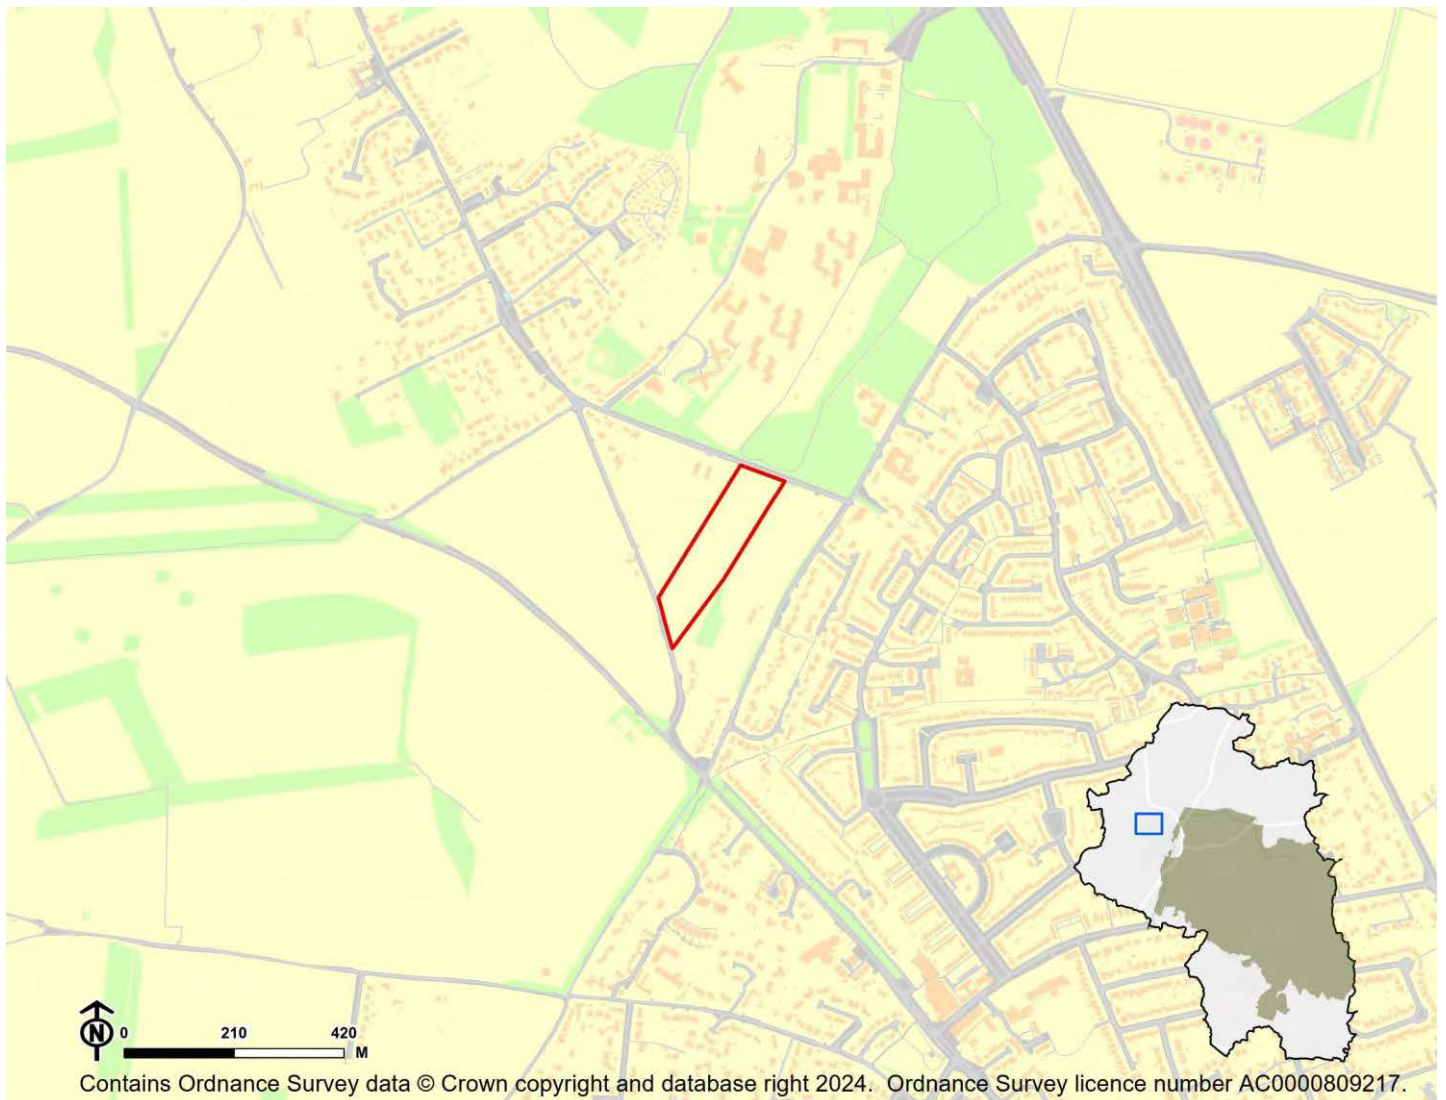 N 0 210 420
M
Contains Ordnance Survey data © Crown copyright and database right 2024. Ordnance Survey licence number AC0000809217.